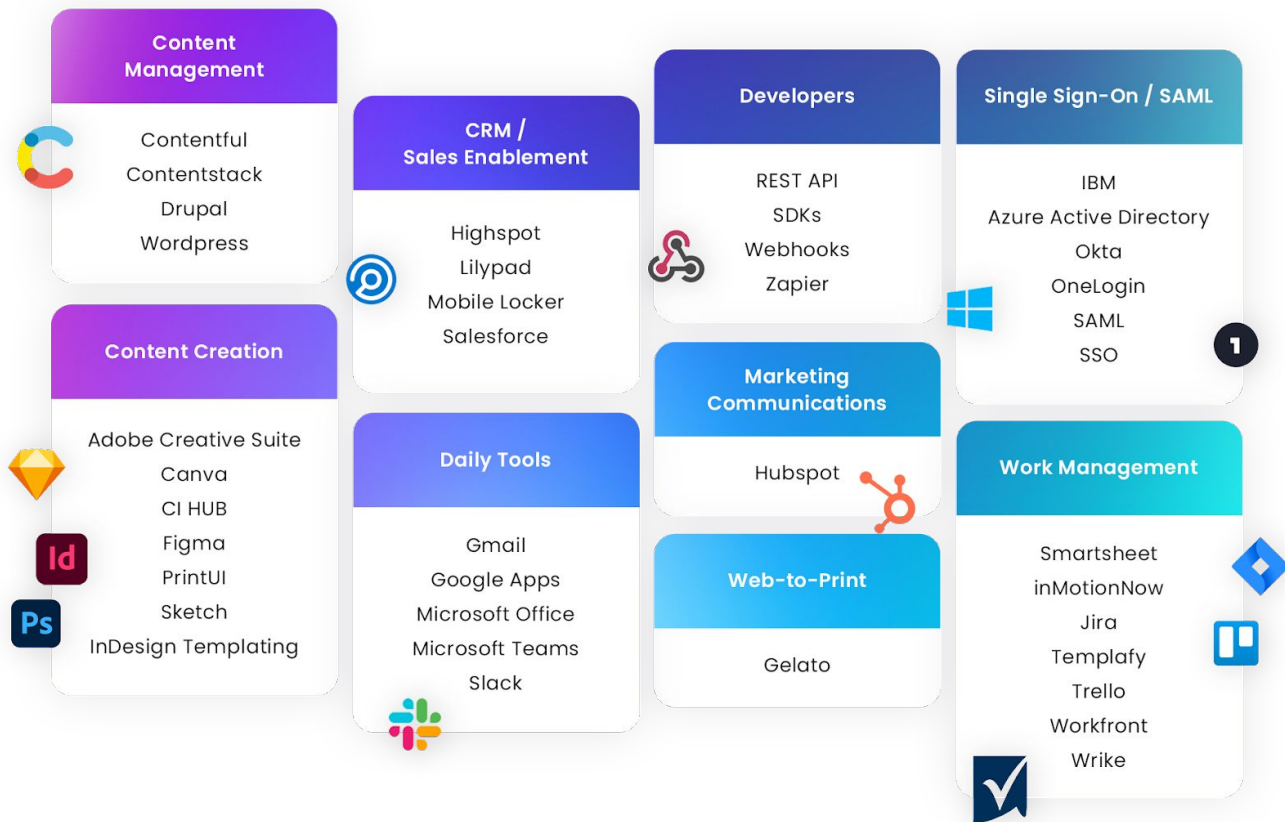 Content
Management
Contentful
Contentstack
Drupal
Wordpress
Content Creation
Adobe Creative Suite
Canva
CI HUB
Figma
PrintUI
Sketch
InDesign Templating
Id
Ps
CRM /
Sales Enablement
Highspot
Lilypad
Mobile Locker
Salesforce
Daily Tools
Gmail
Google Apps
Microsoft Office
Microsoft Teams
Slack
Developers
REST API
SDKs
Webhooks
Zapier
Marketing
Communications
Hubspot
Web-to-Print
Gelato
Single Sign-On / SAML
IBM
Azure Active Directory
Okta
OneLogin
SAML
SSO
1
Work Management
Smartsheet
inMotionNow
Jira
Templafy
Trello
Workfront
Wrike